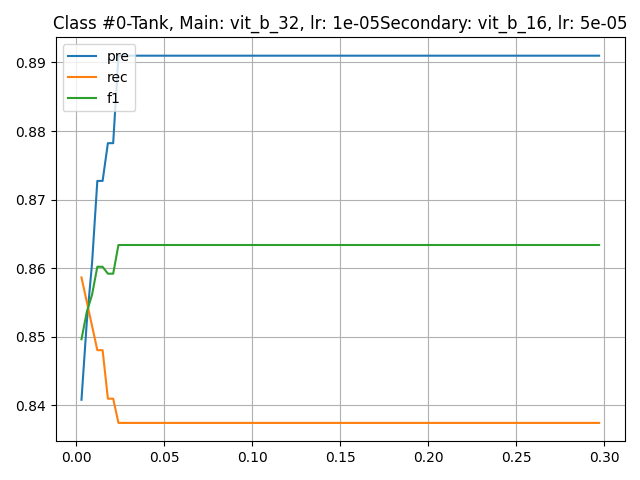 Class #0-Tank, Main: vit_b_32, lr: 1e-05Secondary: vit_b_16, lr: 5e-05
pre
rec
f1
0.89
0.88
0.87
0.86
0.85
0.84
0.00 0.05 0.10 0.15 0.20 0.25 0.30